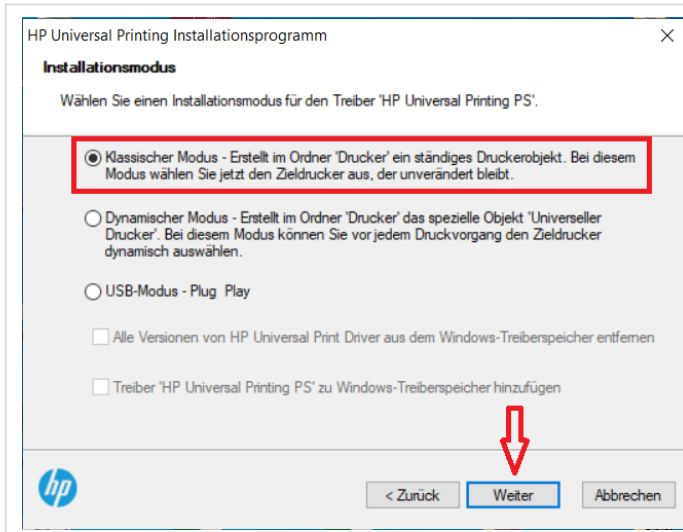 HP Universal Printing Installationsprogramm
Installationsmodus
Wählen Sie einen Installationsmodus für den Treiber 'HP Universal Printing PS'.
Klassischer Modus - Erstellt im Ordner 'Drucker' ein ständiges Druckerobjekt. Bei diesem
Modus wählen Sie jetzt den Zieldrucker aus, der unverändert bleibt.
Dynamischer Modus - Erstellt im Ordner 'Drucker' das spezielle Objekt 'Universeller
Drucker'. Bei diesem Modus können Sie vor jedem Druckvorgang den Zieldrucker
dynamisch auswählen.
USB-Modus - Plug Play
Alle Versionen von HP Universal Print Driver aus dem Windows-Treiberspeicher entfernen
Treiber 'HP Universal Printing PS' zu Windows-Treiberspeicher hinzufügen
hp
< Zurück Weiter Abbrechen